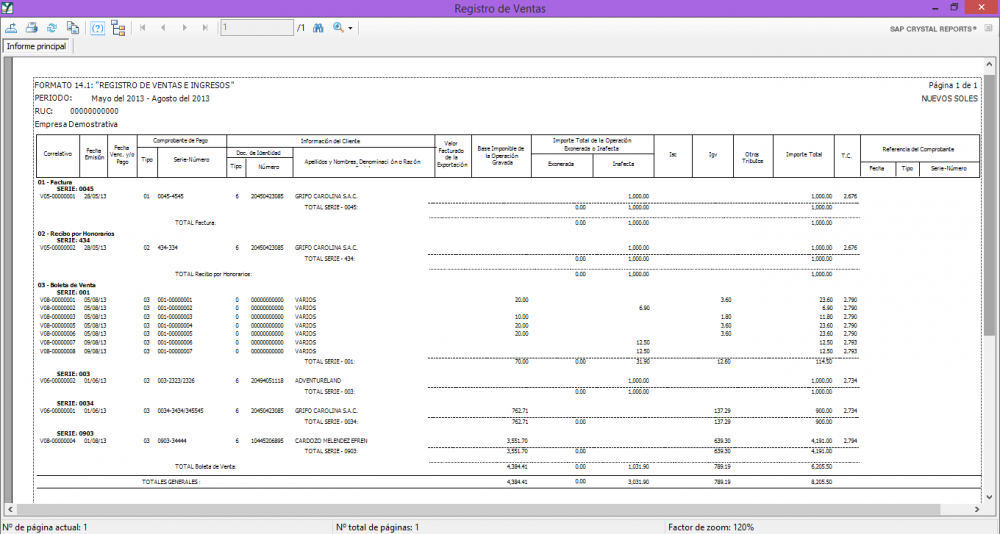 Registro de Ventas
1 /1 SAP CRYSTAL REPORTS®
Informe principal
FORMATO 14.1: "REGISTRO DE VENTAS E INGRESOS" Página 1 de 1
PERIODO: Mayo del 2013 - Agosto del 2013 NUEVOS SOLES
RUC: 00000000000
Empresa Demostrativa
Correlativo Fecha Emisión Fecha Venc. y/o Pago Comprobante de Pago Tipo Serie-Número Información del Cliente Doc. de Identidad Tipo Número Apellidos y Nombres, Denominación o Razón Valor Facturado de la Exportación Base Imponible de la Operación Gravada Importe Total de la Operación Exonerada o Inafecta Exonerada Inafecta Isc Igv Otros Tributos Importe Total T.C. Referencia del Comprobante Fecha Tipo Serie-Número
01 - Factura
SERIE: 0045
V05-00000001 28/05/13 01 0045-4545 6 20450423085 GRIFO CAROLINA S.A.C. 1,000.00 1,000.00 2.676
TOTAL SERIE - 0045: 0.00 1,000.00 1,000.00
TOTAL Factura: 0.00 1,000.00 1,000.00
02 - Recibo por Honorarios
SERIE: 434
V05-00000002 28/05/13 02 434-334 6 20450423085 GRIFO CAROLINA S.A.C. 1,000.00 1,000.00 2.676
TOTAL SERIE - 434: 0.00 1,000.00 1,000.00
TOTAL Recibo por Honorarios: 0.00 1,000.00 1,000.00
03 - Boleta de Venta
SERIE: 001
V08-00000001 05/08/13 03 001-00000001 0 00000000000 VARIOS 20.00 3.60 23.60 2.790
V08-00000002 05/08/13 03 001-00000002 0 00000000000 VARIOS 6.90 6.90 2.790
V08-00000003 05/08/13 03 001-00000003 0 00000000000 VARIOS 10.00 1.80 11.80 2.790
V08-00000005 05/08/13 03 001-00000004 0 00000000000 VARIOS 20.00 3.60 23.60 2.790
V08-00000006 05/08/13 03 001-00000005 0 00000000000 VARIOS 20.00 3.60 23.60 2.790
V08-00000007 09/08/13 03 001-00000006 0 00000000000 VARIOS 12.50 12.50 2.793
V08-00000008 09/08/13 03 001-00000007 0 00000000000 VARIOS 12.50 12.50 2.793
TOTAL SERIE - 001: 70.00 0.00 31.90 12.60 114.50
SERIE: 003
V06-00000002 01/06/13 03 003-2323/2326 6 20494051118 ADVENTURELAND 1,000.00 1,000.00 2.734
TOTAL SERIE - 003: 0.00 1,000.00 1,000.00
SERIE: 0034
V06-00000001 01/06/13 03 0034-3434/345545 6 20450423085 GRIFO CAROLINA S.A.C. 762.71 137.29 900.00 2.734
TOTAL SERIE - 0034: 762.71 0.00 137.29 900.00
SERIE: 0903
V08-00000004 01/08/13 03 0903-34444 6 10445206895 CARDOZO MELENDEZ EFREN 3,551.70 639.30 4,191.00 2.794
TOTAL SERIE - 0903: 3,551.70 0.00 639.30 4,191.00
TOTAL Boleta de Venta: 4,384.41 0.00 1,031.90 789.19 6,205.50
TOTALES GENERALES : 4,384.41 0.00 3,031.90 789.19 8,205.50
Nº de página actual: 1 Nº total de páginas: 1 Factor de zoom: 120%